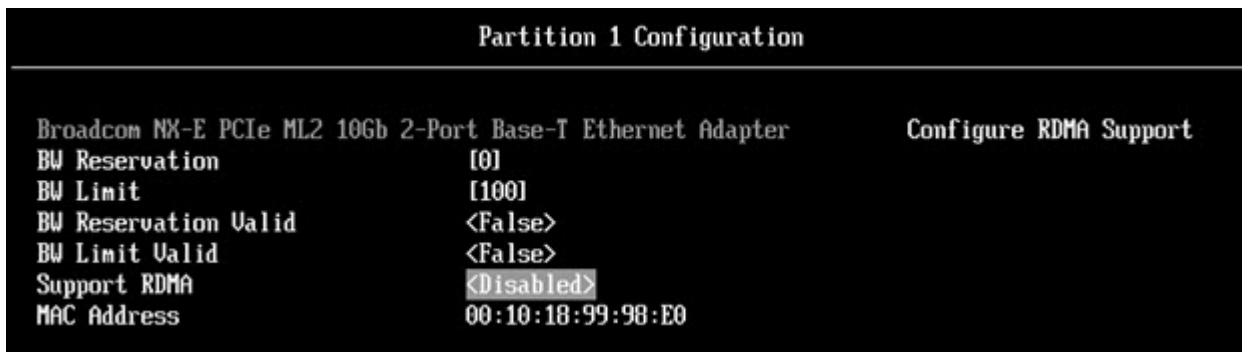 Partition 1 Configuration
Broadcom NX-E PCIe ML2 10Gb 2-Port Base-T Ethernet Adapter
Configure RDMA Support
BW Reservation [0]
BW Limit [100]
BW Reservation Valid <False>
BW Limit Valid <False>
Support RDMA <Disabled>
MAC Address 00:10:18:99:98:E0